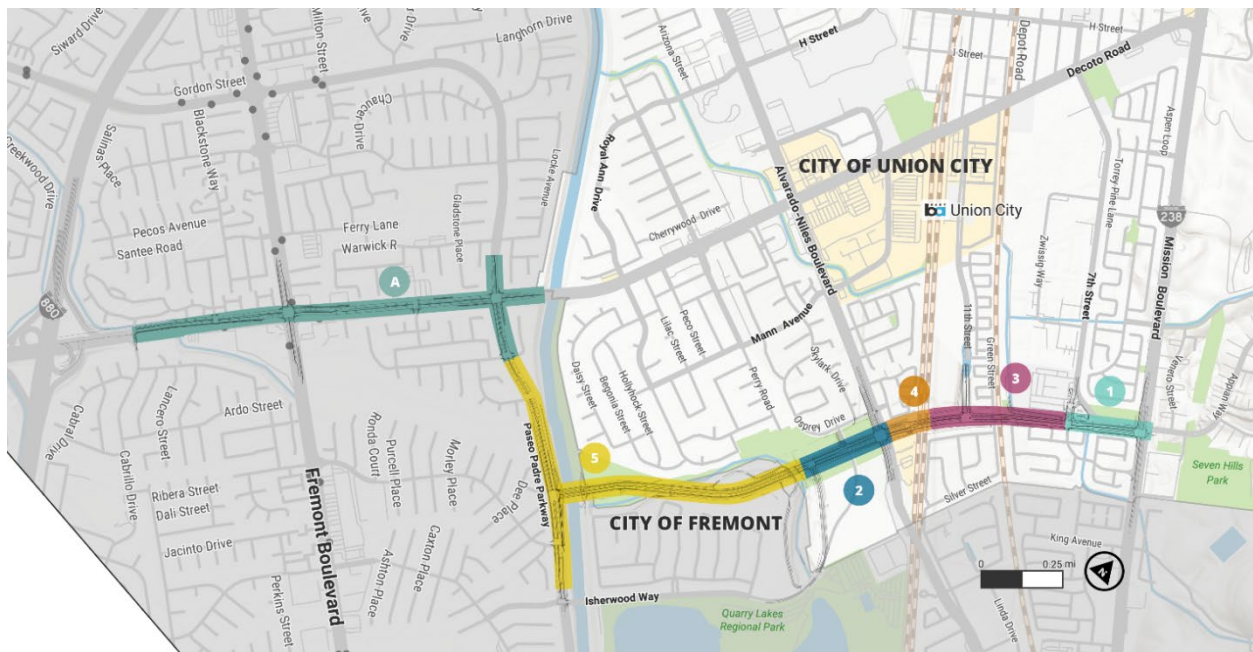 Siward Drive
Milton Street
Langhorn Drive
Gordon Street
Chaucer Drive
Blackstone Way
Salinas Place
Creekwood Drive
Locke Avenue
Pecos Avenue
Santee Road
Ferry Lane
Warwick R
Gladstone Place
880
A
Arizona Street
H Street
I Street
Depot Road
H Street
Decoto Road
Royal Ann Drive
Cherrywood Drive
Alvarado-Niles Boulevard
CITY OF UNION CITY
ba Union City
Aspen Loop
Torrey Pine Lane
238
Zwissig Way
7th Street
Mission Boulevard
11th Street
Green Street
Veneto Street
Appian Way
Mann Avenue
Peco Street
Lilac Street
Skylark Drive
Perry Road
Daisy Street
Hollyhock Street
Begonia Street
Osprey Drive
4
3
1
5
2
Silver Street
Seven Hills
Park
CITY OF FREMONT
Paseo Padre Parkway
Cabral Drive
Lancero Street
Ardo Street
Cabrillo Drive
Ronda Court
Purcell Place
Morley Place
Dee Place
Ribera Street
Dali Street
Fremont Boulevard
Jacinto Drive
Perkins Street
Ashton Place
Caxton Place
Isherwood Way
Quarry Lakes
Regional Park
King Avenue
Linda Drive
0 0.25 mi
N